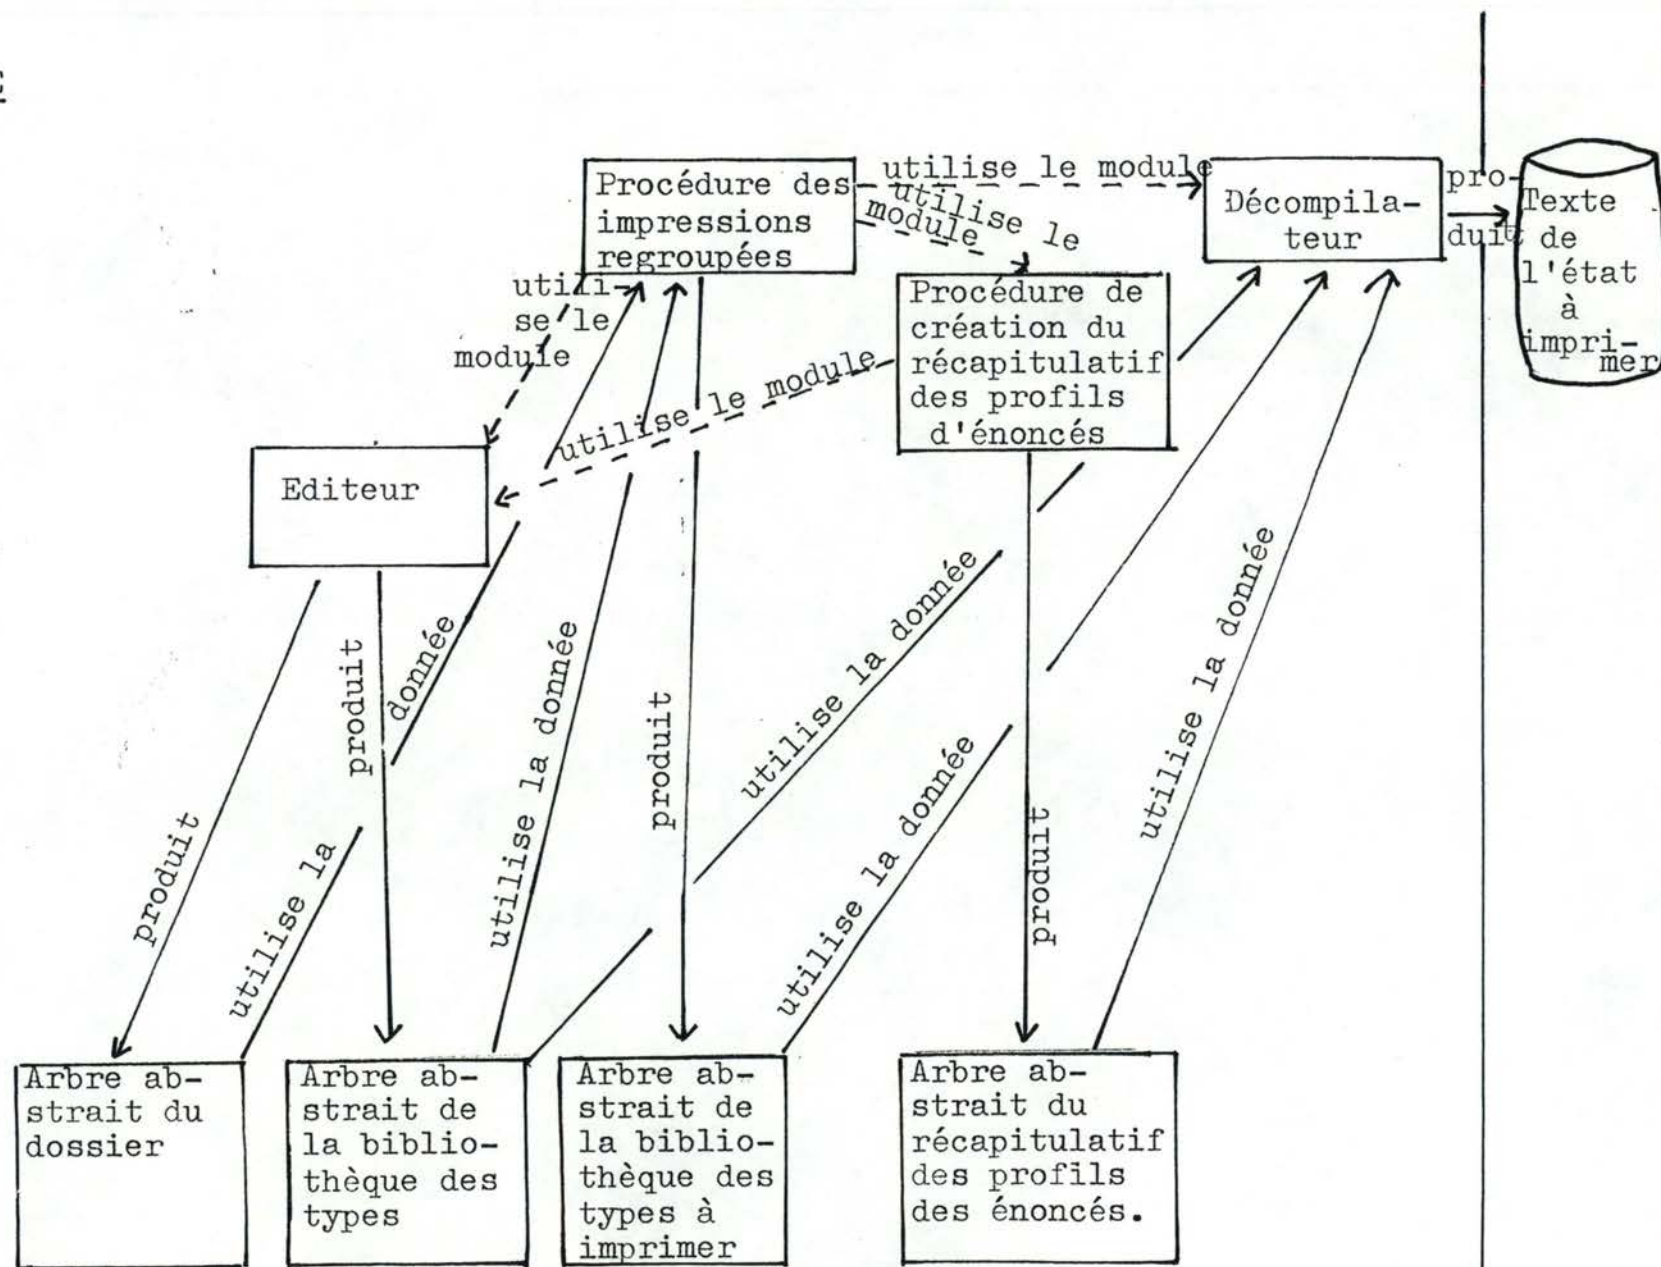 Procédure des
impressions
regroupées
utilise le module
utilise le
module
Décompila-
teur
pro-
duit
Texte
de
l'état
à
impri-
mer
utili-
se le
module
Procédure de
création du
récapitulatif
des profils
d'énoncés
utilise le module
Editeur
produit
produit
utilise la
donnée
utilise la donnée
produit
utilise la donnée
utilise la donnée
produit
utilise la donnée
Arbre ab-
strait du
dossier
Arbre ab-
strait de
la biblio-
thèque des
types
Arbre ab-
strait de
la biblio-
thèque des
types à
imprimer
Arbre ab-
strait du
récapitulatif
des profils
des énoncés.